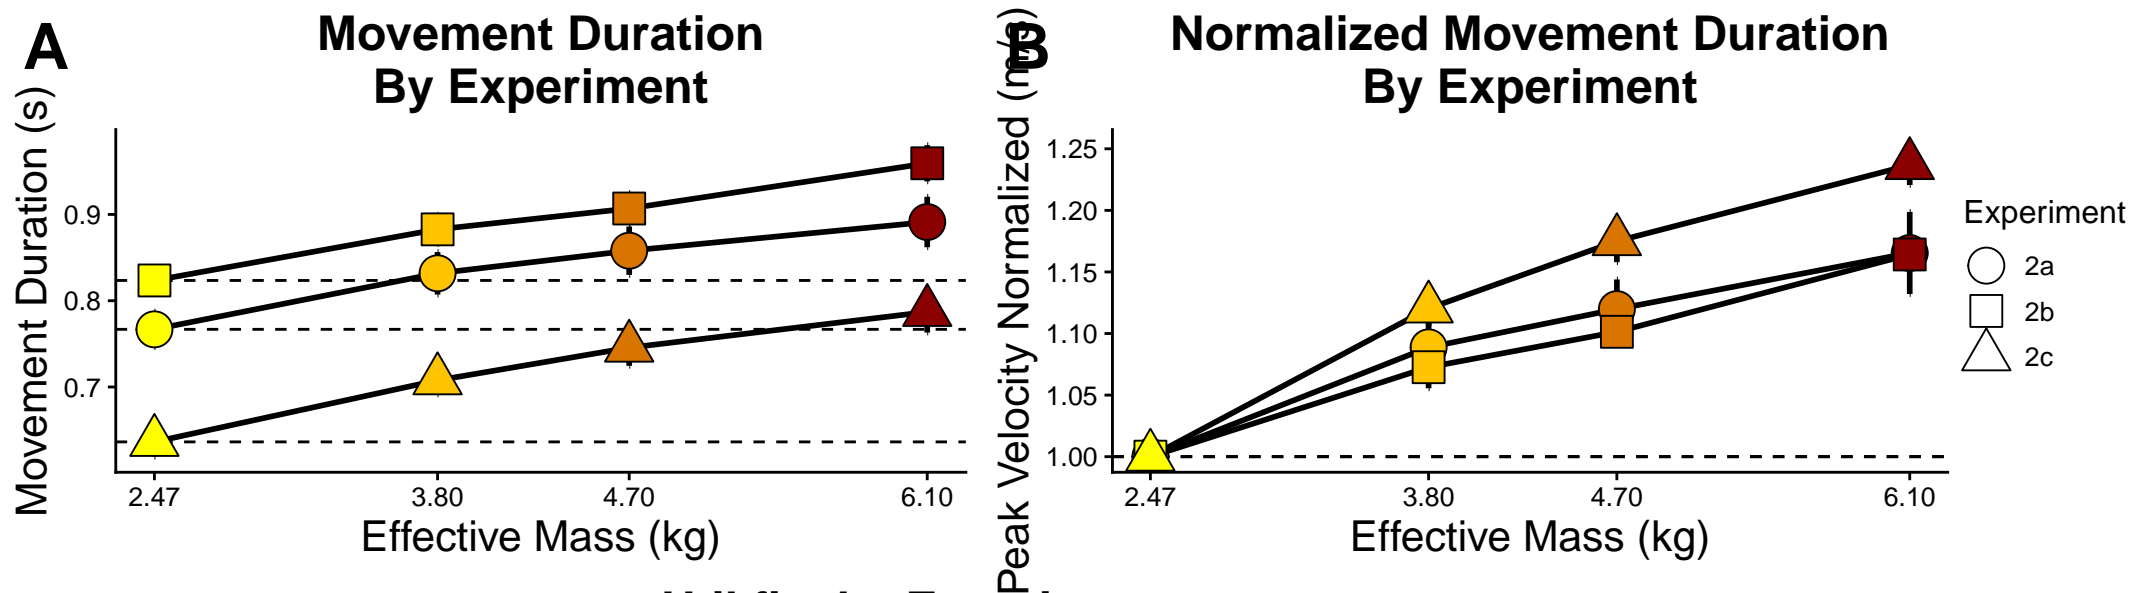 A
Movement Duration
By Experiment
Movement Duration (s)
0.9
0.8
0.7
2.47 3.80 4.70 6.10
Effective Mass (kg)
B
Normalized Movement Duration
By Experiment
Peak Velocity Normalized (m/s)
1.25
1.20
1.15
1.10
1.05
1.00
2.47 3.80 4.70 6.10
Effective Mass (kg)
Experiment
2a
2b
2c